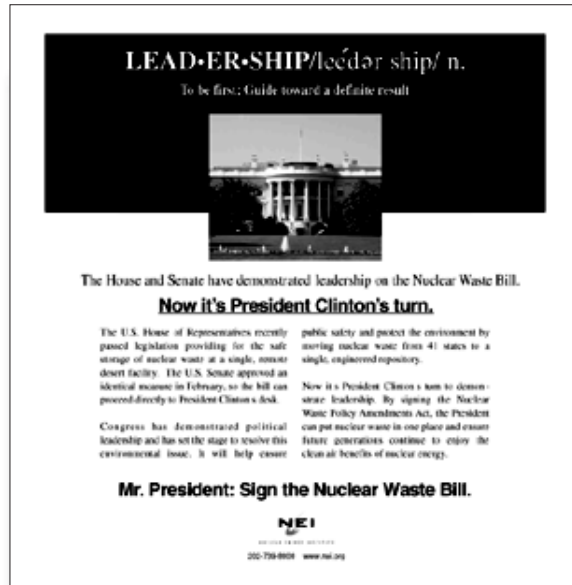 LEAD•ER•SHIP/leédər ship/ n.
To be first; Guide toward a definite result
The House and Senate have demonstrated leadership on the Nuclear Waste Bill.
Now it's President Clinton's turn.
The U.S. House of Representatives recently
passed legislation providing for the safe
storage of nuclear waste at a single, remote
desert facility. The U.S. Senate approved an
identical measure in February, so the bill can
proceed directly to President Clinton s desk.
Congress has demonstrated political
leadership and has set the stage to resolve this
environmental issue. It will help ensure
public safety and protect the environment by
moving nuclear waste from 41 states to a
single, engineered repository.
Now it s President Clinton s turn to demon-
strate leadership. By signing the Nuclear
Waste Policy Amendments Act, the President
can put nuclear waste in one place and ensure
future generations continue to enjoy the
clean air benefits of nuclear energy.
Mr. President: Sign the Nuclear Waste Bill.
NEI
NUCLEAR ENERGY INSTITUTE
www.nei.org